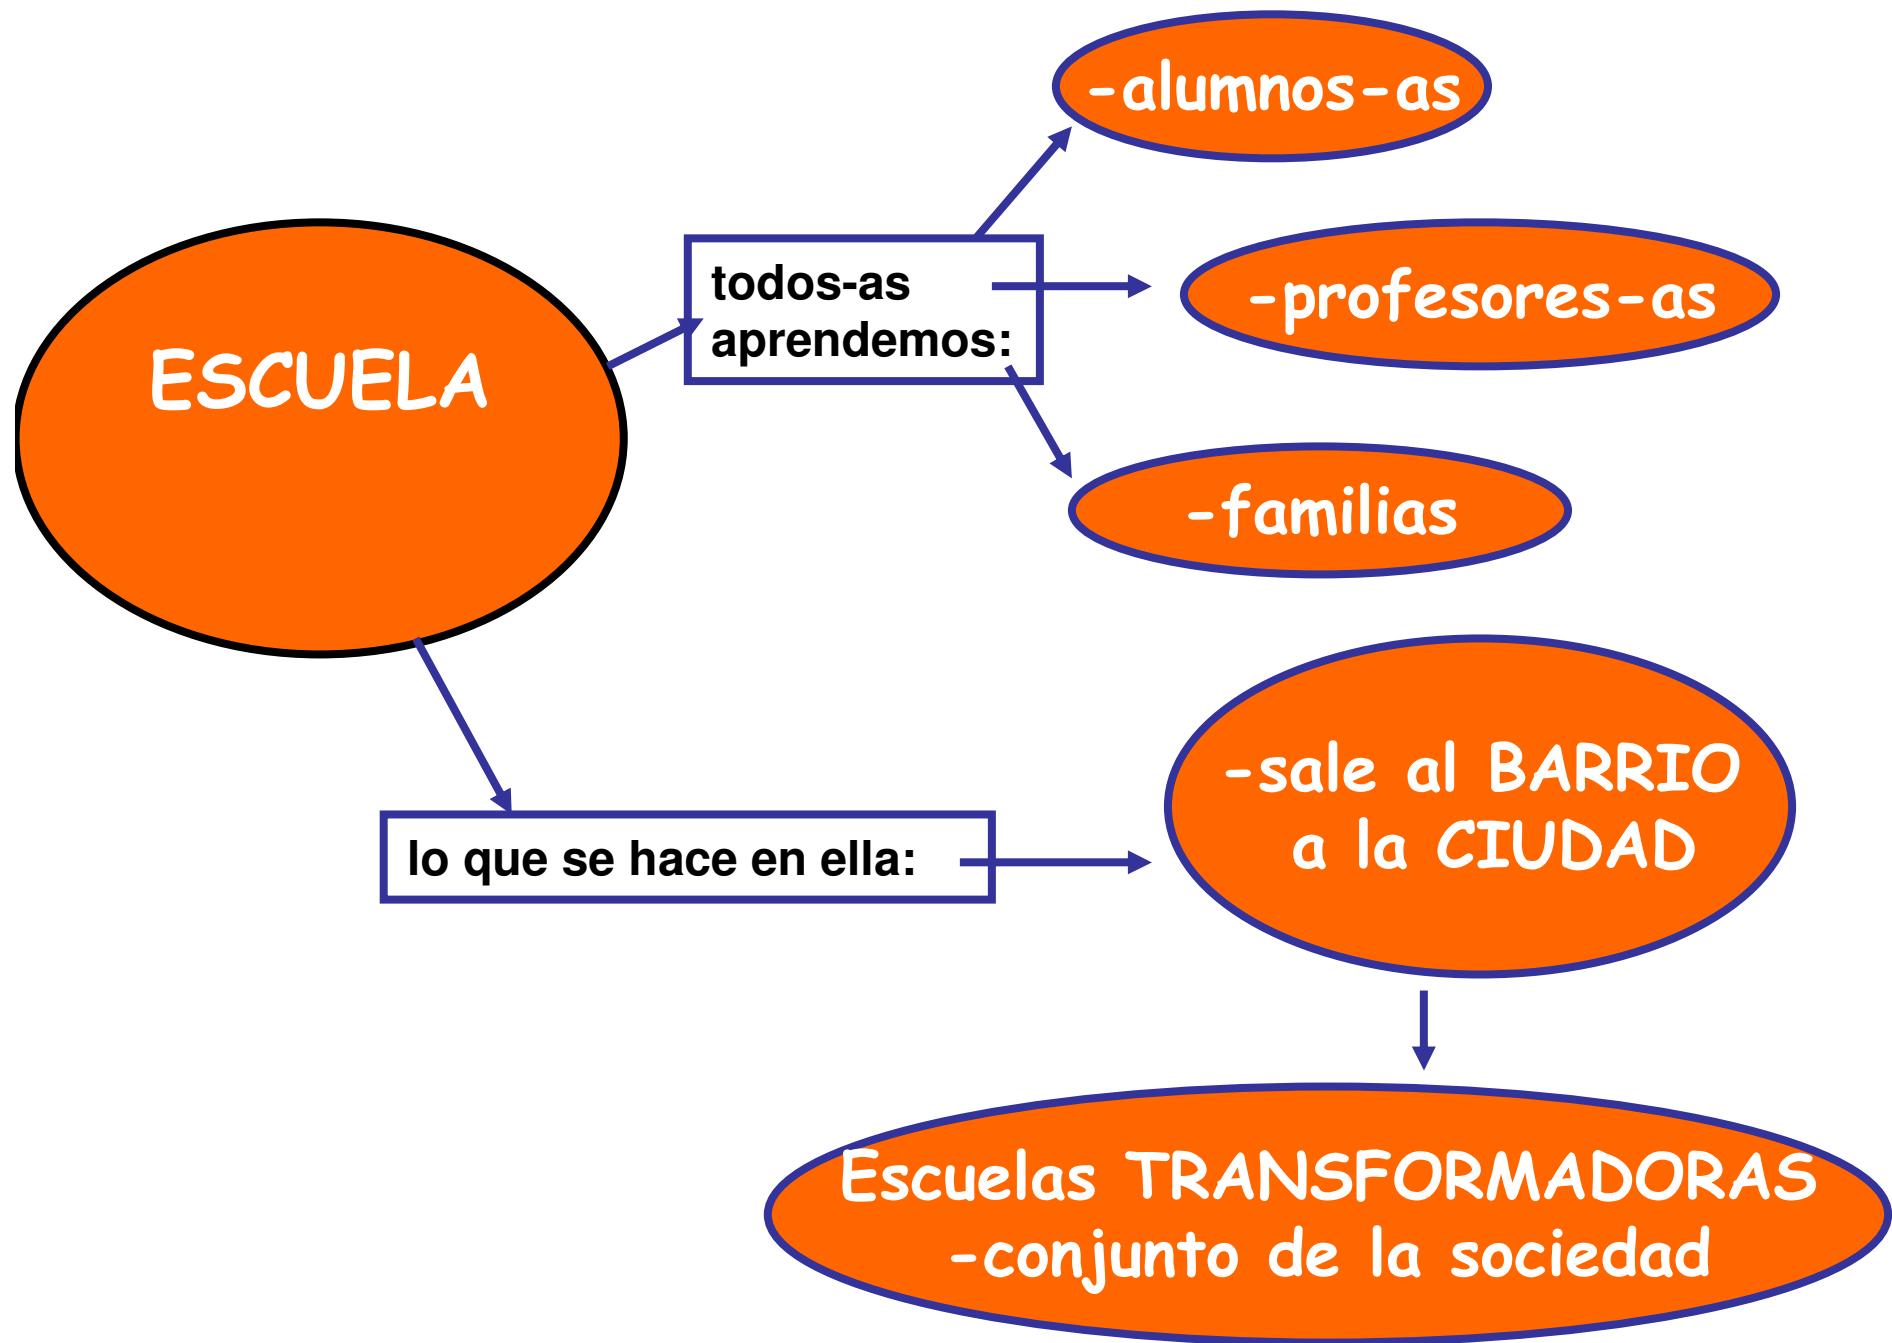 ESCUELA
todos-as
aprendemos:
-alumnos-as
-profesores-as
-familias
lo que se hace en ella:
-sale al BARRIO
a la CIUDAD
Escuelas TRANSFORMADORAS
-conjunto de la sociedad